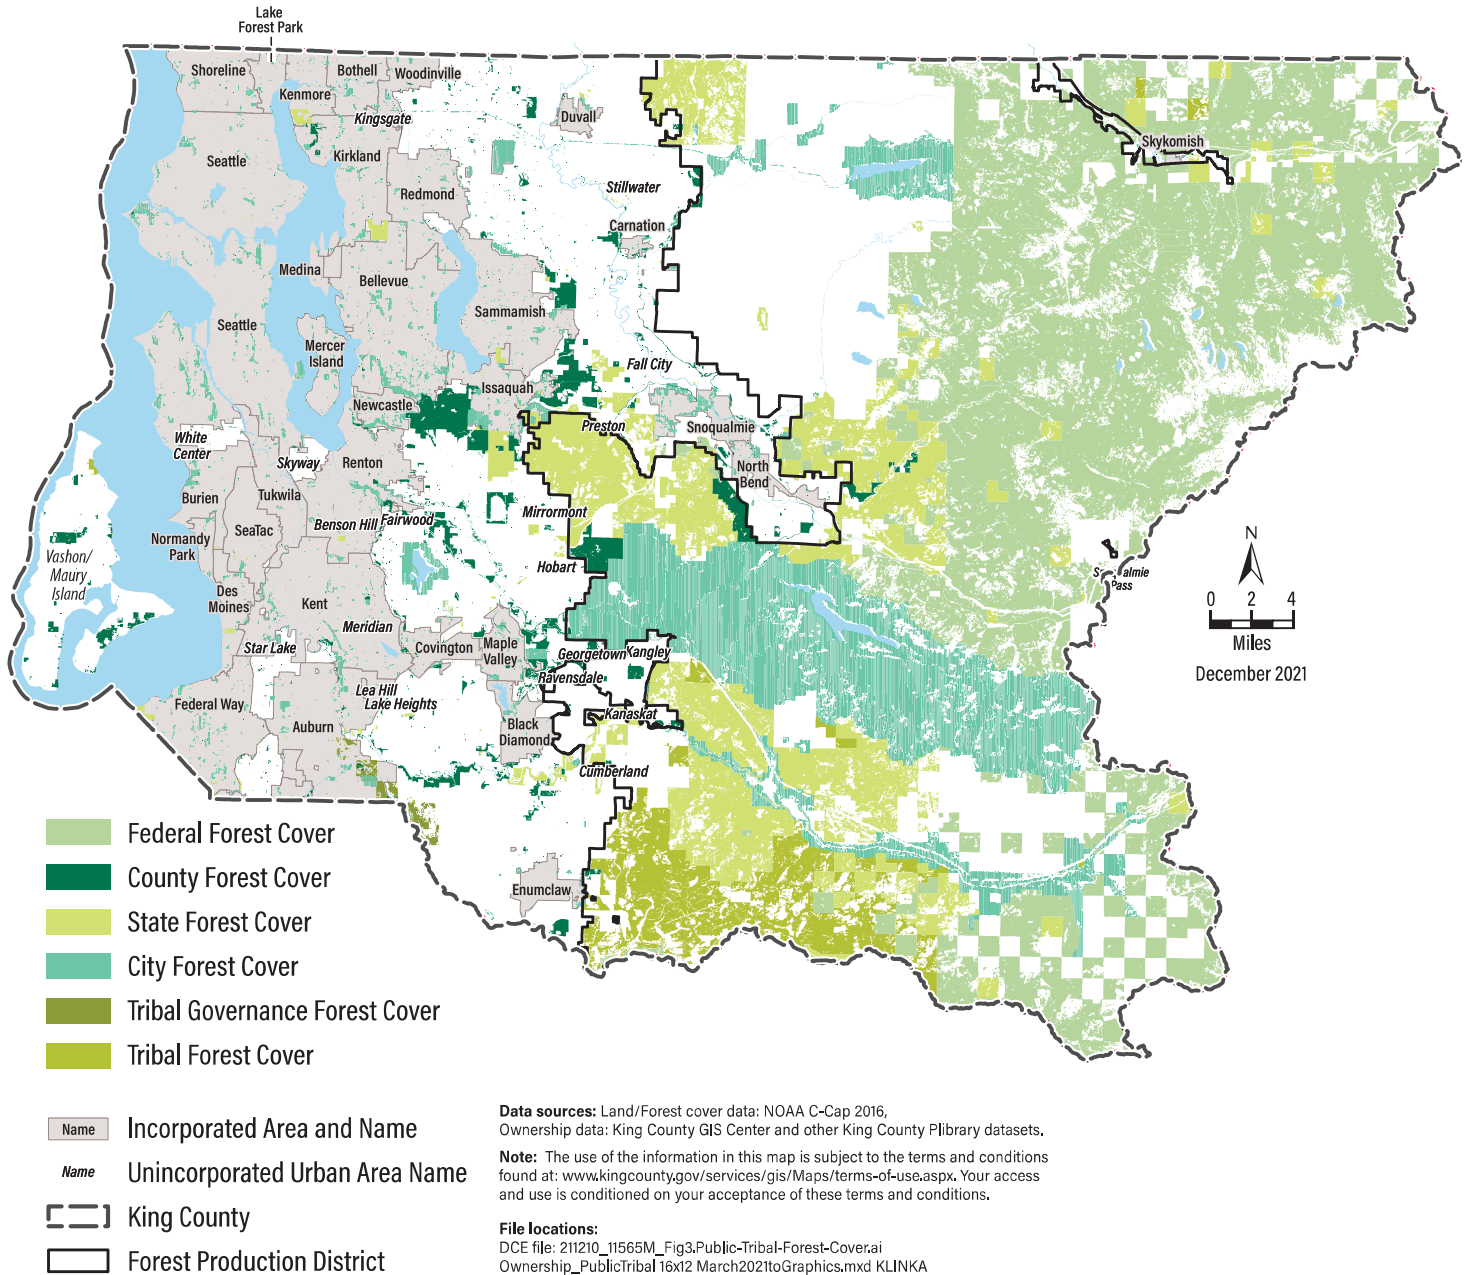 Lake
Forest Park
Shoreline
Bothell
Woodinville
Kenmore
Kingsgate
Duvall
Skykomish
Seattle
Kirkland
Redmond
Stillwater
Carnation
Medina
Bellevue
Sammamish
Seattle
Mercer
Island
Fall City
Issaquah
Newcastle
Preston
Snoqualmie
White
Center
Skyway
Renton
North
Bend
Burien
Tukwila
Mirrormont
Benson Hill
Fairwood
SeaTac
Normandy
Park
Vashon/
Maury
Island
Hobart
Pass
Des
Moines
Kent
Meridian
Star Lake
Covington
Maple
Valley
Georgetown
Kangley
Ravensdale
Lea Hill
Lake Heights
Federal Way
Auburn
Black
Diamond
Kanaskat
Cumberland
Enumclaw
N
0 2 4
Miles
December 2021
Federal Forest Cover
County Forest Cover
State Forest Cover
City Forest Cover
Tribal Governance Forest Cover
Tribal Forest Cover
Name Incorporated Area and Name
Name Unincorporated Urban Area Name
King County
Forest Production District
Data sources: Land/Forest cover data: NOAA C-Cap 2016,
Ownership data: King County GIS Center and other King County Plibrary datasets.
Note: The use of the information in this map is subject to the terms and conditions
found at: www.kingcounty.gov/services/gis/Maps/terms-of-use.aspx. Your access
and use is conditioned on your acceptance of these terms and conditions.
File locations:
DCE file: 211210_11565M_Fig3.Public-Tribal-Forest-Cover.ai
Ownership_PublicTribal 16x12 March2021toGraphics.mxd KLINKA